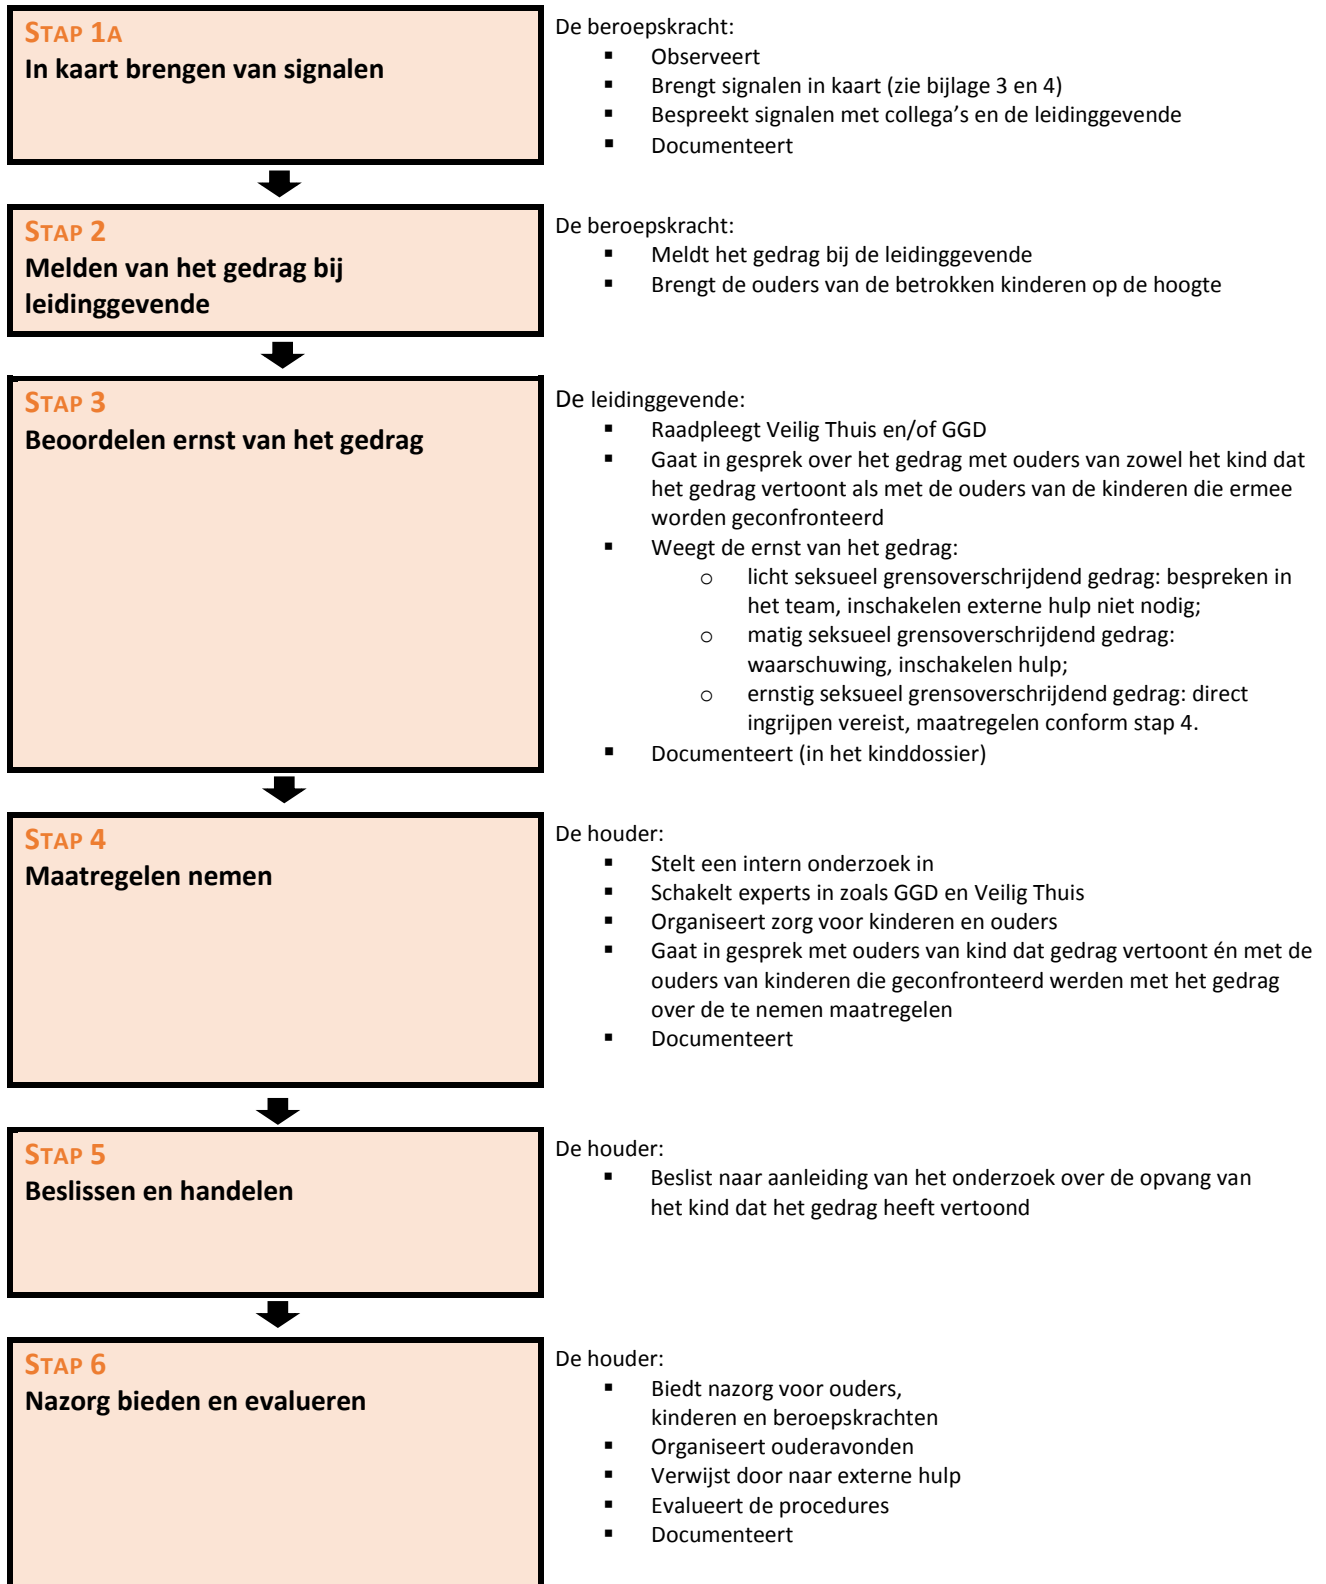 STAP 1A
In kaart brengen van signalen
De beroepskracht:
▪ Observeert
▪ Brengt signalen in kaart (zie bijlage 3 en 4)
▪ Bespreekt signalen met collega’s en de leidinggevende
▪ Documenteert
STAP 2
Melden van het gedrag bij
leidinggevende
De beroepskracht:
▪ Meldt het gedrag bij de leidinggevende
▪ Brengt de ouders van de betrokken kinderen op de hoogte
STAP 3
Beoordelen ernst van het gedrag
De leidinggevende:
▪ Raadpleegt Veilig Thuis en/of GGD
▪ Gaat in gesprek over het gedrag met ouders van zowel het kind dat
het gedrag vertoont als met de ouders van de kinderen die ermee
worden geconfronteerd
▪ Weegt de ernst van het gedrag:
o licht seksueel grensoverschrijdend gedrag: bespreken in
het team, inschakelen externe hulp niet nodig;
o matig seksueel grensoverschrijdend gedrag:
waarschuwing, inschakelen hulp;
o ernstig seksueel grensoverschrijdend gedrag: direct
ingrijpen vereist, maatregelen conform stap 4.
▪ Documenteert (in het kinddossier)
STAP 4
Maatregelen nemen
De houder:
▪ Stelt een intern onderzoek in
▪ Schakelt experts in zoals GGD en Veilig Thuis
▪ Organiseert zorg voor kinderen en ouders
▪ Gaat in gesprek met ouders van kind dat gedrag vertoont én met de
ouders van kinderen die geconfronteerd werden met het gedrag
over de te nemen maatregelen
▪ Documenteert
STAP 5
Beslissen en handelen
De houder:
▪ Beslist naar aanleiding van het onderzoek over de opvang van
het kind dat het gedrag heeft vertoond
STAP 6
Nazorg bieden en evalueren
De houder:
▪ Biedt nazorg voor ouders,
kinderen en beroepskrachten
▪ Organiseert ouderavonden
▪ Verwijst door naar externe hulp
▪ Evalueert de procedures
▪ Documenteert